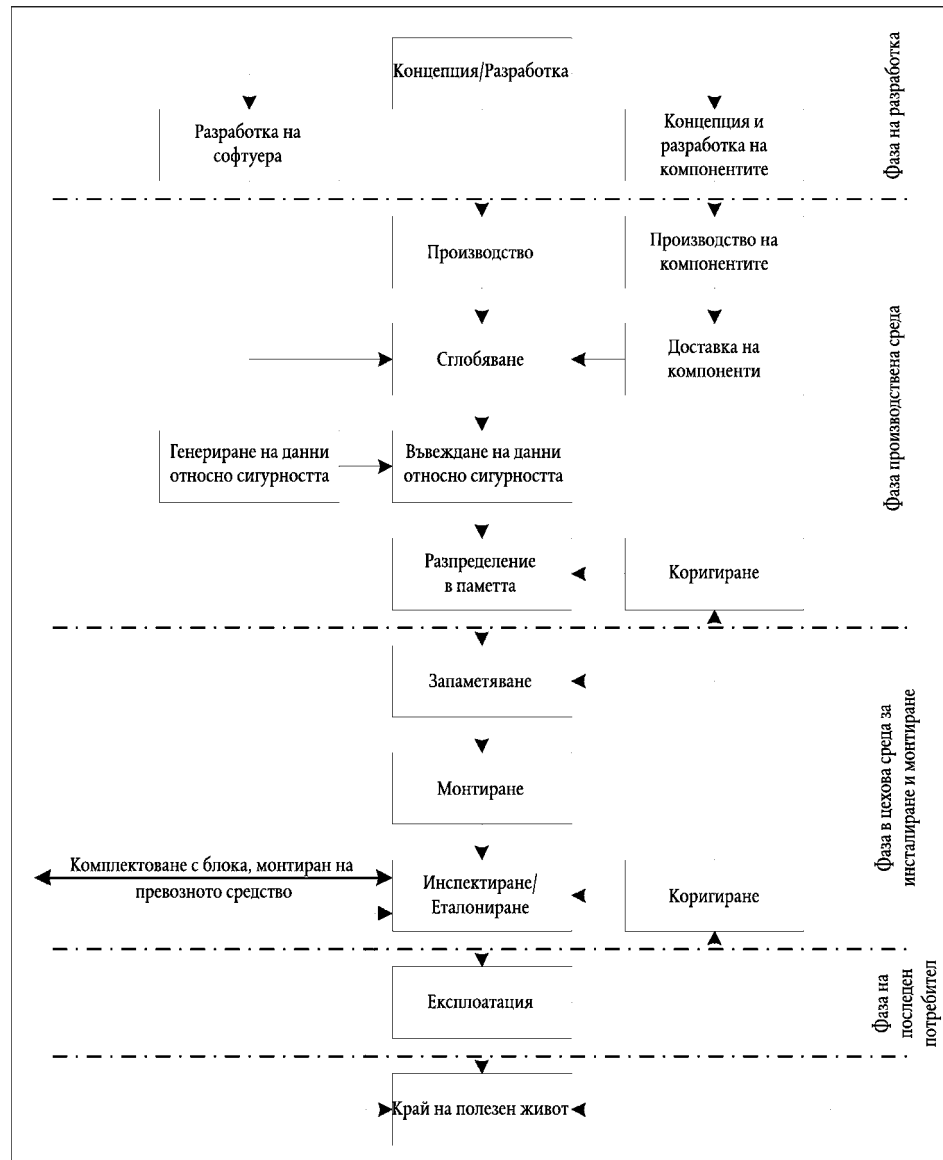 Концепция/Разработка
Разработка на
софтуера
Концепция и
разработка на
компонентите
Фаза на разработка
Производство
Производство на
компонентите
Сглобяване
Доставка на
компоненти
Генериране на данни
относно сигурността
Въвеждане на данни
относно сигурността
Разпределение
в паметта
Коригиране
Фаза производствена среда
Запаметяване
Монтиране
Комплектоване с блока, монтиран на
превозното средство
Инспектиране/
Еталониране
Коригиране
Фаза в цехова среда за
инсталиране и монтиране
Експлоатация
Фаза на
последен
потребител
Край на полезен живот